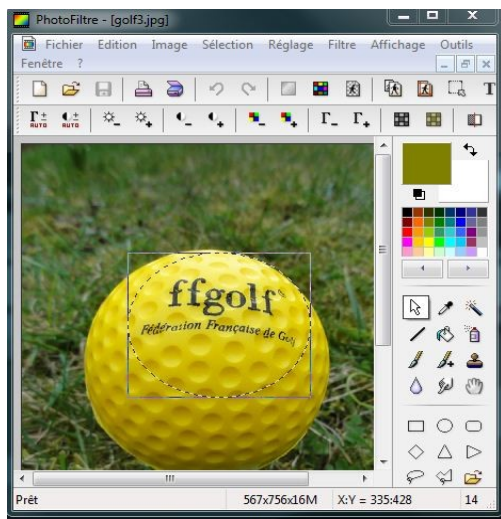 PhotoFiltre - [golf3.jpg]
Fichier Edition Image Sélection Réglage Filtre Affichage Outils
Fenêtre ?
T
Γ± AUTO AUTO Γ- Γ+
ffgolf
Fédération Française de Golf
Prêt 567x756x16M X:Y = 335:428 14